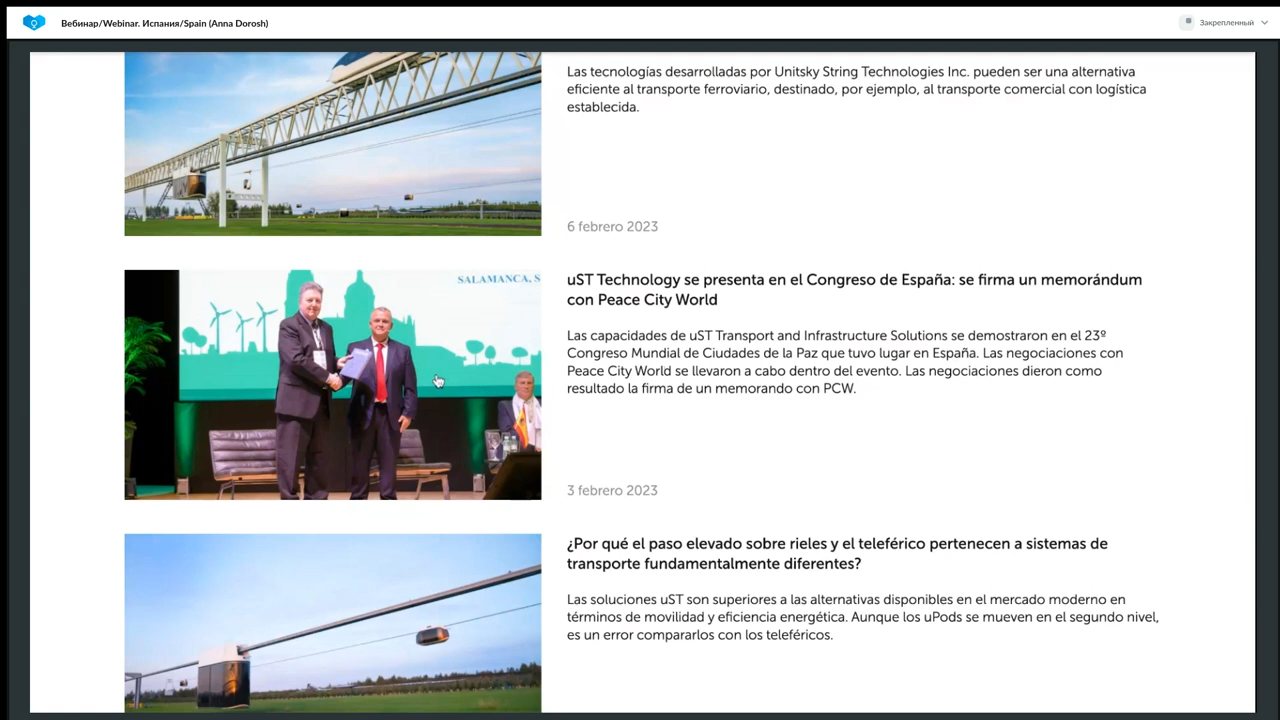 Вебинар/Webinar. Испания/Spain (Anna Dorosh)
Закрепленный
Las tecnologías desarrolladas por Unitsky String Technologies Inc. pueden ser una alternativa
eficiente al transporte ferroviario, destinado, por ejemplo, al transporte comercial con logística
establecida.
6 febrero 2023
SALAMANCA, S
uST Technology se presenta en el Congreso de España: se firma un memorándum
con Peace City World
Las capacidades de uST Transport and Infrastructure Solutions se demostraron en el 23º
Congreso Mundial de Ciudades de la Paz que tuvo lugar en España. Las negociaciones con
Peace City World se llevaron a cabo dentro del evento. Las negociaciones dieron como
resultado la firma de un memorando con PCW.
3 febrero 2023
¿Por qué el paso elevado sobre rieles y el teleférico pertenecen a sistemas de
transporte fundamentalmente diferentes?
Las soluciones uST son superiores a las alternativas disponibles en el mercado moderno en
términos de movilidad y eficiencia energética. Aunque los uPods se mueven en el segundo nivel,
es un error compararlos con los teleféricos.